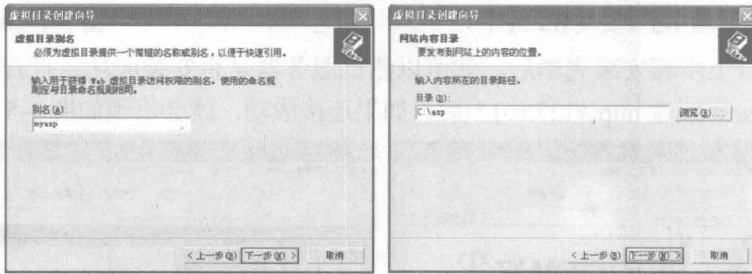 虚拟目录创建向导
虚拟目录别名
必须为虚拟目录提供一个简短的名称或别名,以便于快速引用。
输入用于获得 Web 虚拟目录访问权限的别名。使用的命名规
则应与目录命名规则相同。
别名(A):
myasp
<上一步(B) 下一步(N)> 取消
虚拟目录创建向导
网站内容目录
要发布到网站上的内容的位置。
输入内容所在的目录路径。
目录(D):
C:\asp
浏览(R)...
<上一步(B) 下一步(N)> 取消